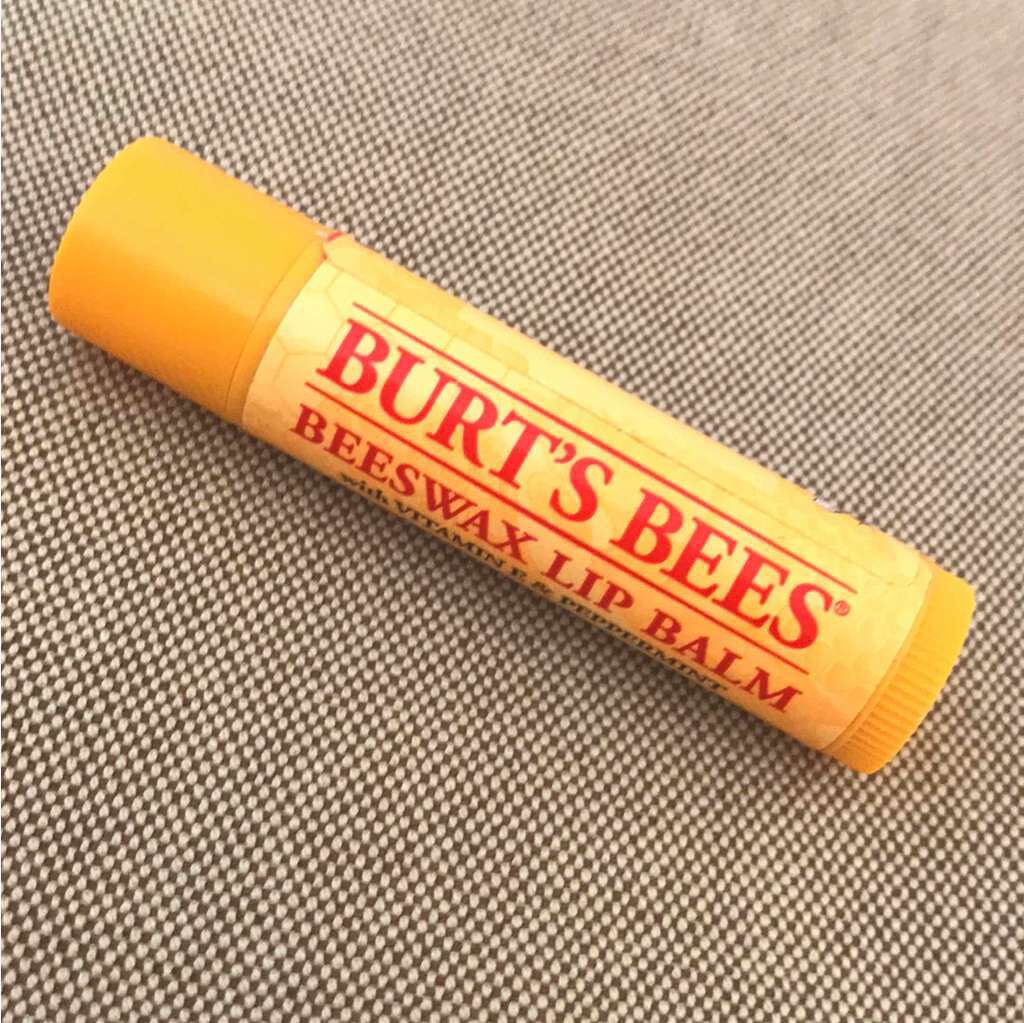 BURT'S BEES®
BEESWAX LIP BALM
with VITAMIN E & PEPPERMINT